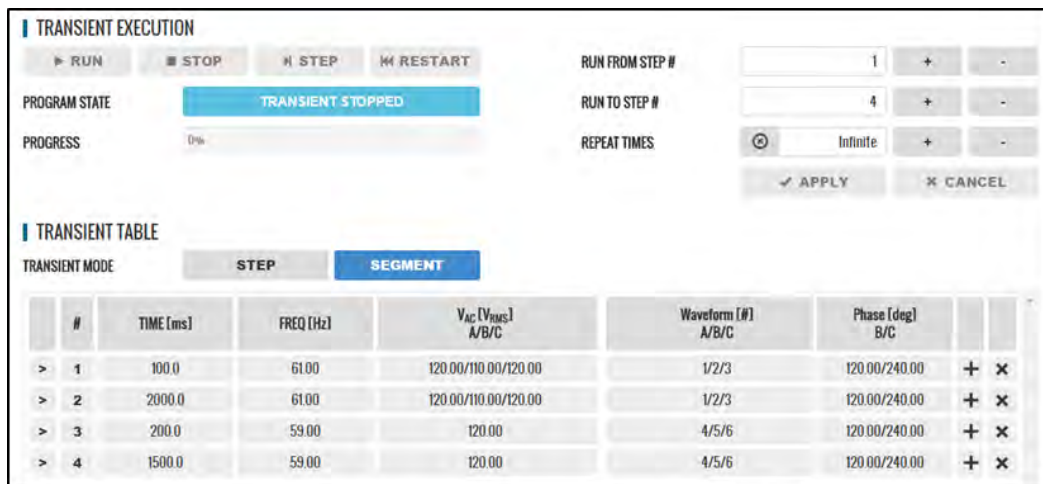 TRANSIENT EXECUTION
RUN STOP STEP RESTART RUN FROM STEP # 1 + -
PROGRAM STATE TRANSIENT STOPPED RUN TO STEP # 4 + -
PROGRESS 0% REPEAT TIMES Infinite + -
APPLY CANCEL
TRANSIENT TABLE
TRANSIENT MODE STEP SEGMENT
# TIME [ms] FREQ [Hz] VAC [VRMS] A/B/C Waveform [#] A/B/C Phase [deg] B/C
> 1 100.0 61.00 120.00/110.00/120.00 1/2/3 120.00/240.00 + ×
> 2 2000.0 61.00 120.00/110.00/120.00 1/2/3 120.00/240.00 + ×
> 3 200.0 59.00 120.00 4/5/6 120.00/240.00 + ×
> 4 1500.0 59.00 120.00 4/5/6 120.00/240.00 + ×